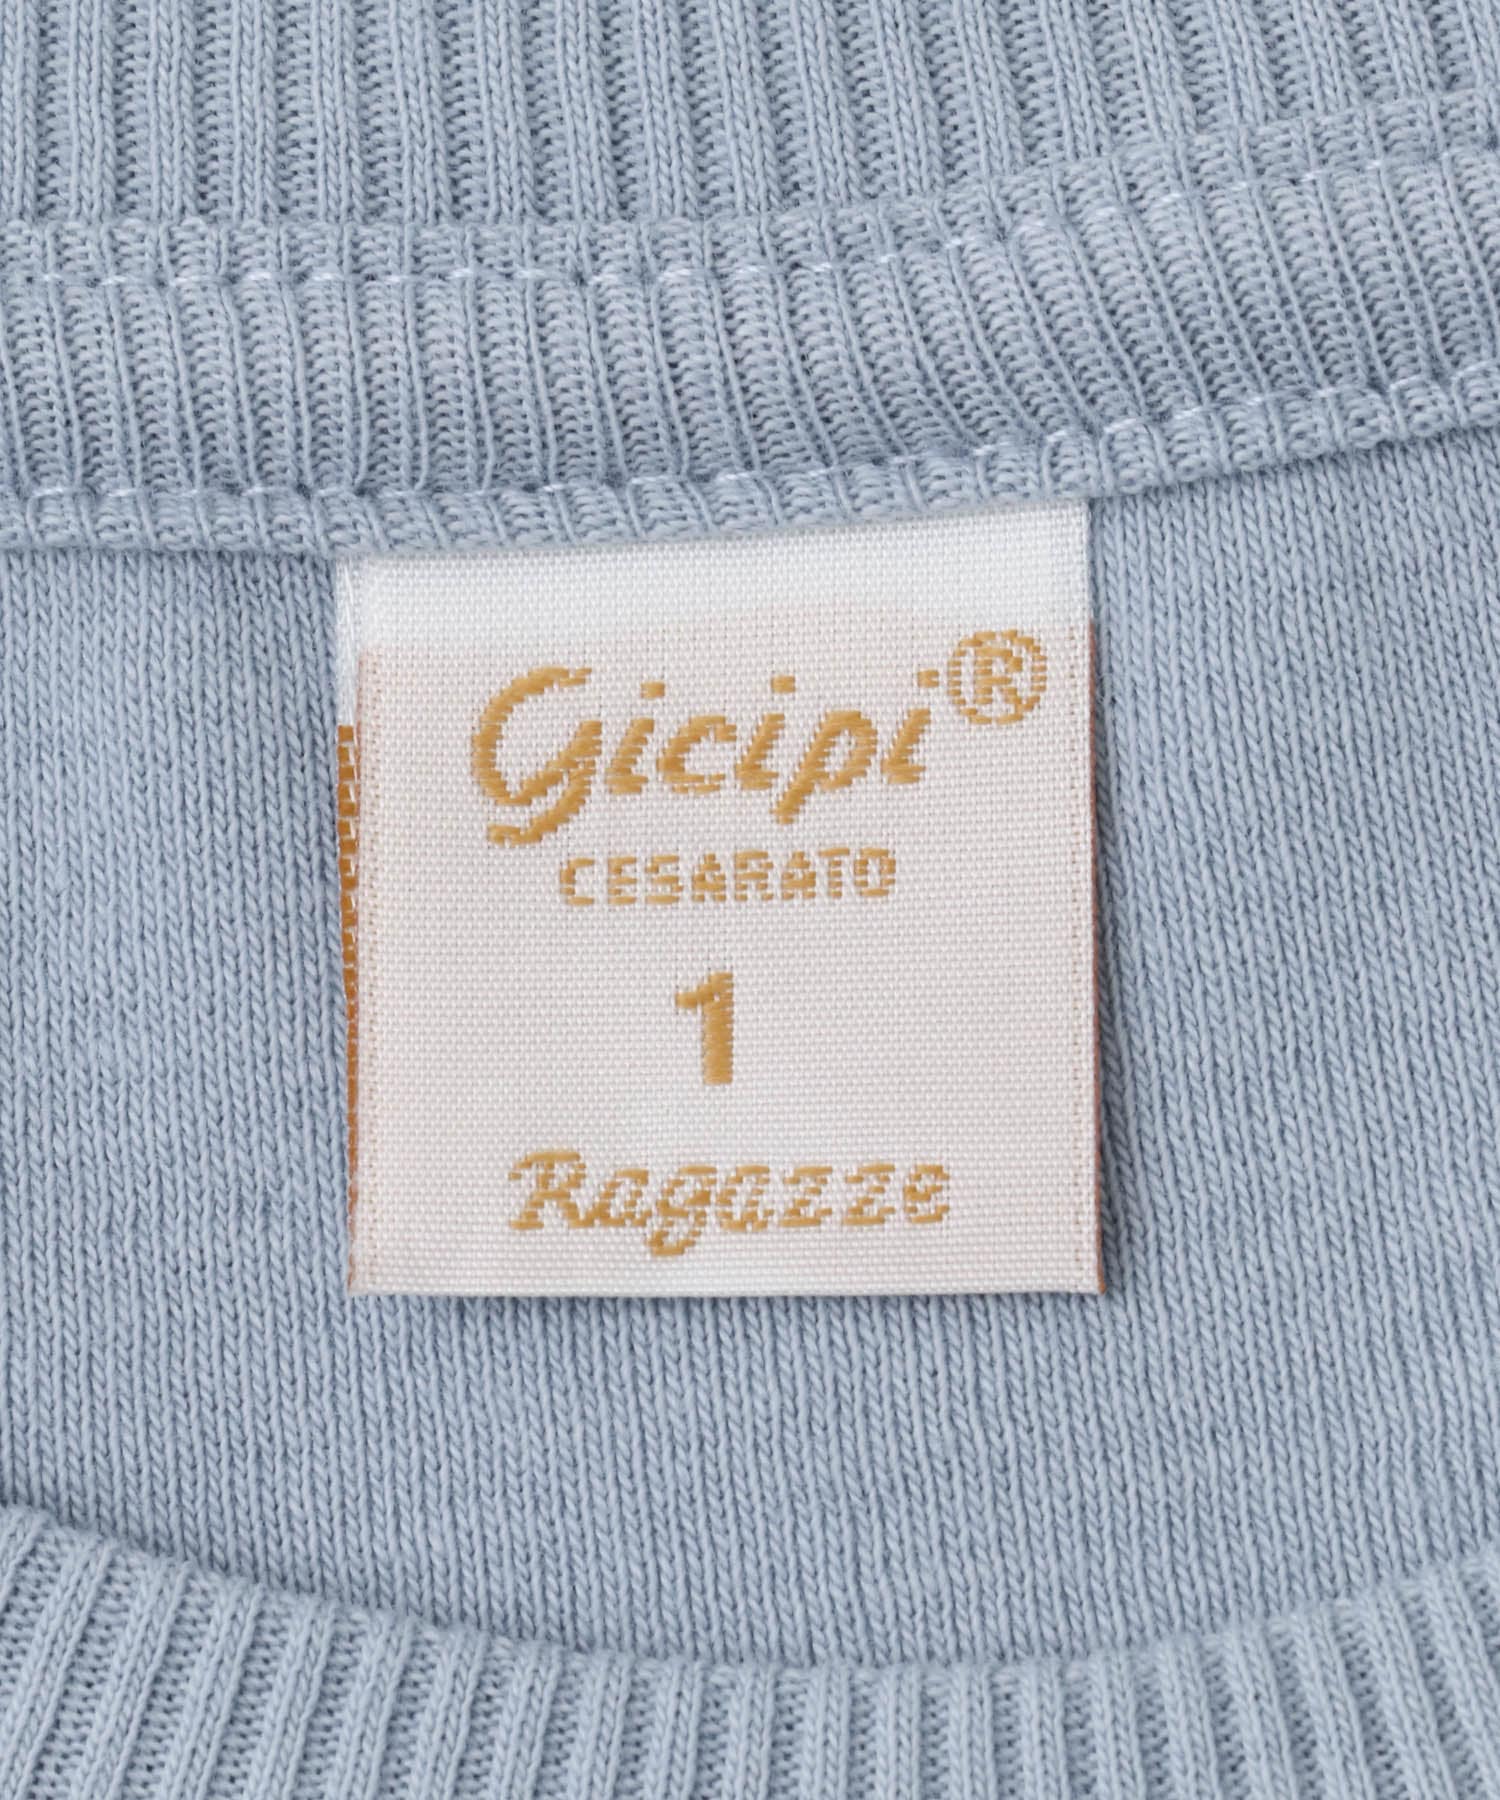 Gicipi®
CESARATO
1
Ragazze